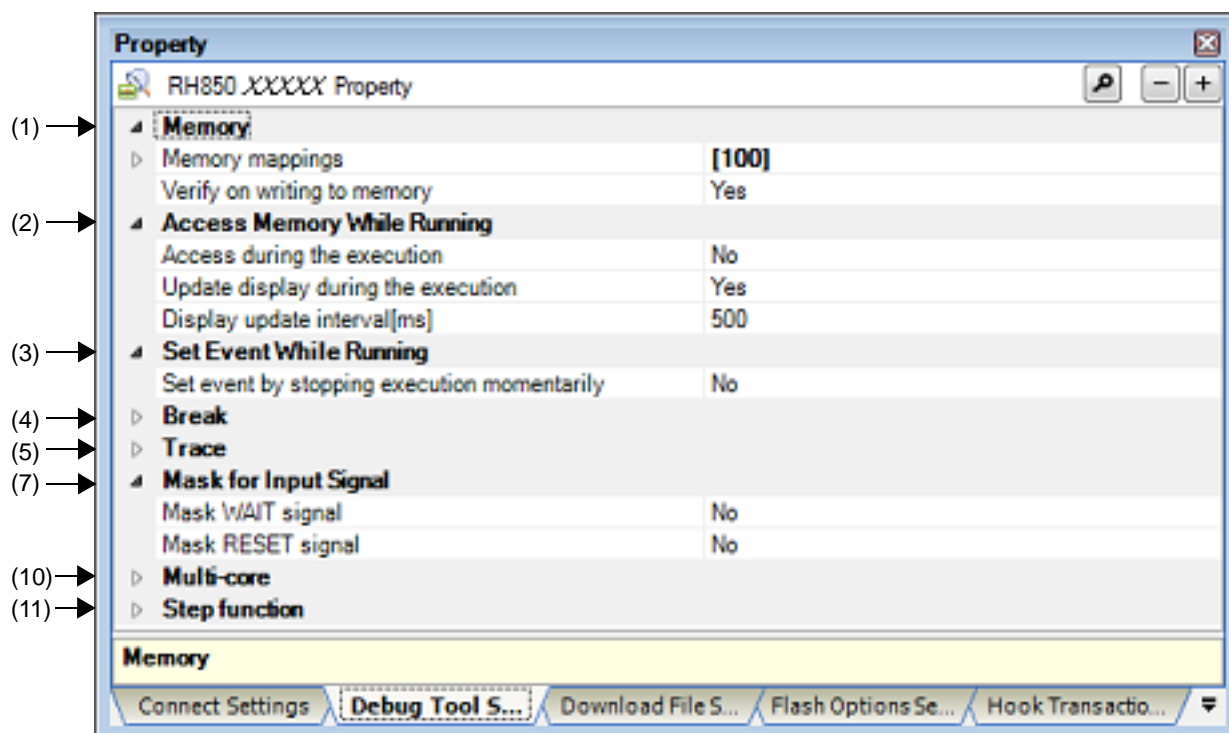 Property
RH850 XXXXX Property
(1) Memory
Memory mappings [100]
Verify on writing to memory Yes
(2) Access Memory While Running
Access during the execution No
Update display during the execution Yes
Display update interval[ms] 500
(3) Set Event While Running
Set event by stopping execution momentarily No
(4) Break
(5) Trace
(7) Mask for Input Signal
Mask WAIT signal No
Mask RESET signal No
(10) Multi-core
(11) Step function
Memory
Connect Settings Debug Tool S... Download File S... Flash Options Se... Hook Transactio...